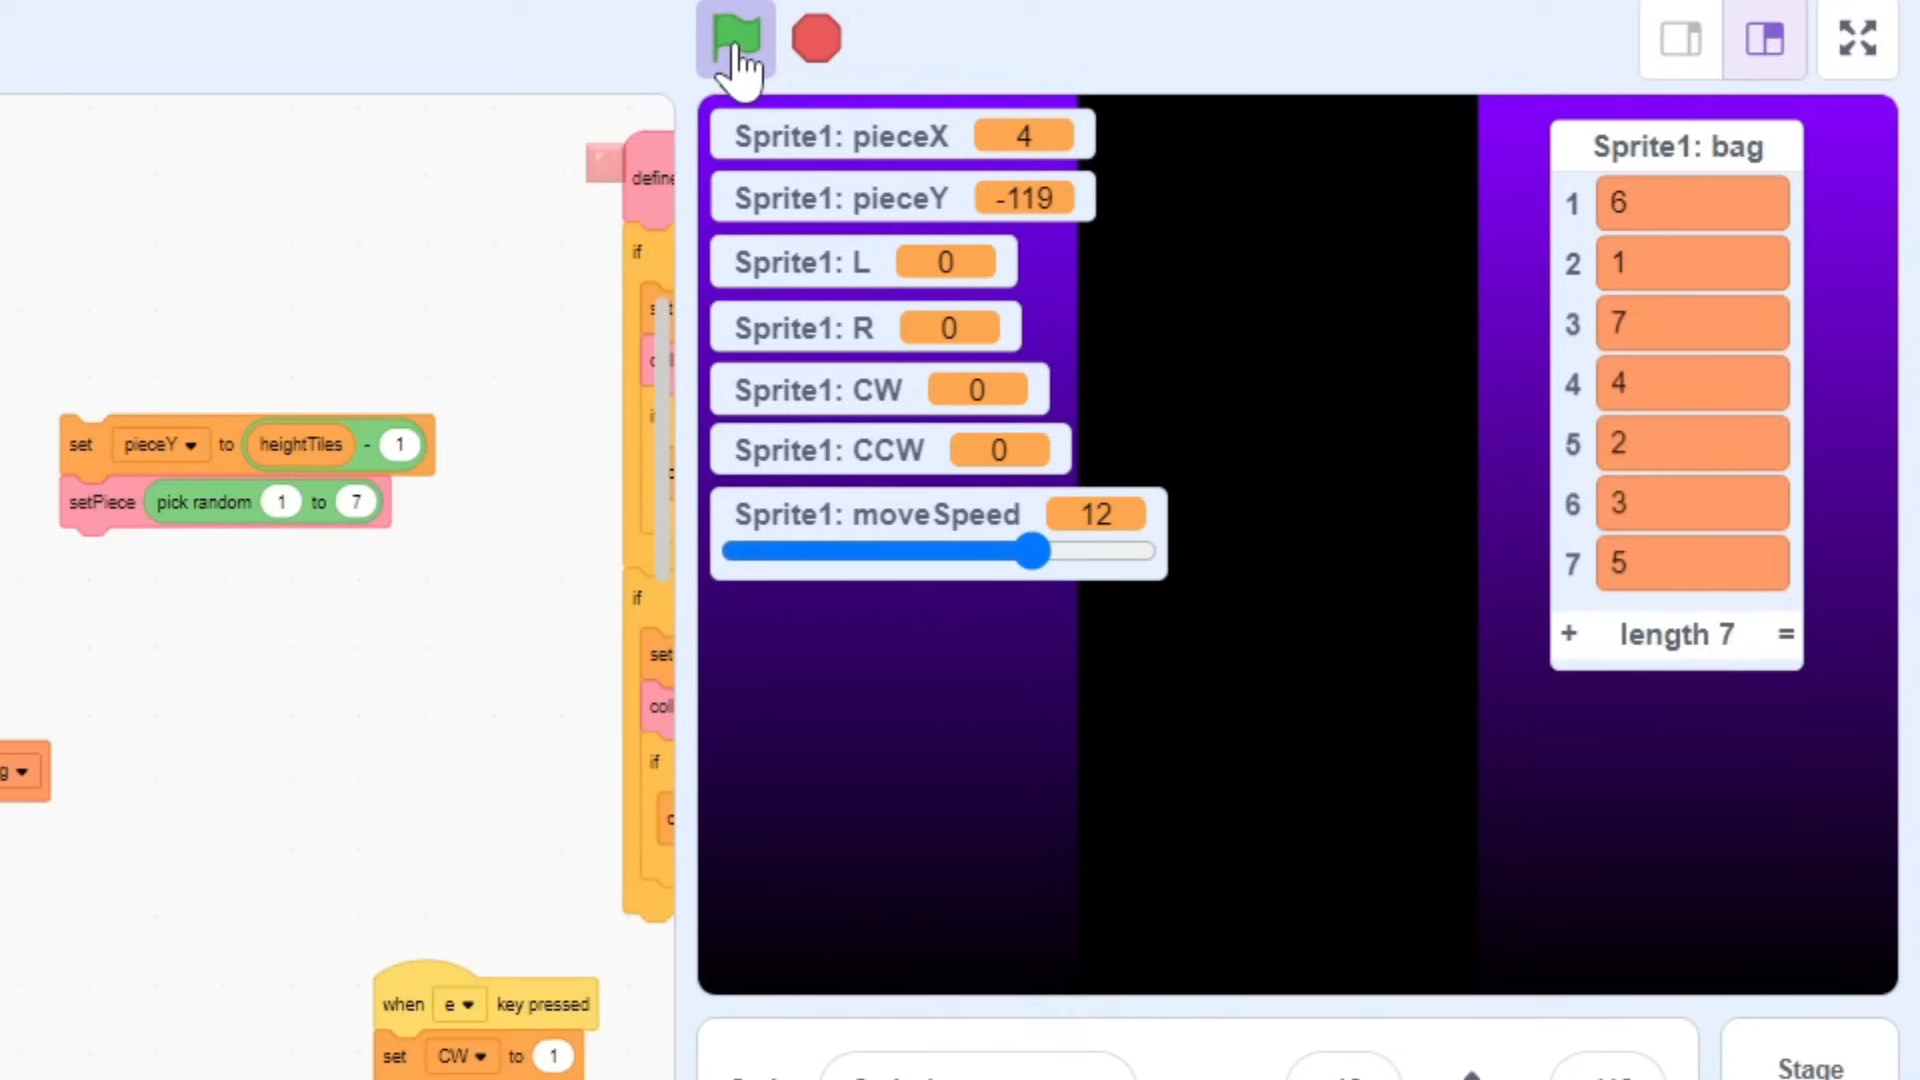 define
if
set
if
set
if
set pieceY to heightTiles - 1
setPiece pick random 1 to 7
when e key pressed
set CW to 1
Sprite1: pieceX 4
Sprite1: pieceY -119
Sprite1: L 0
Sprite1: R 0
Sprite1: CW 0
Sprite1: CCW 0
Sprite1: moveSpeed 12
Sprite1: bag
1 6
2 1
3 7
4 4
5 2
6 3
7 5
+ length 7 =
Stage